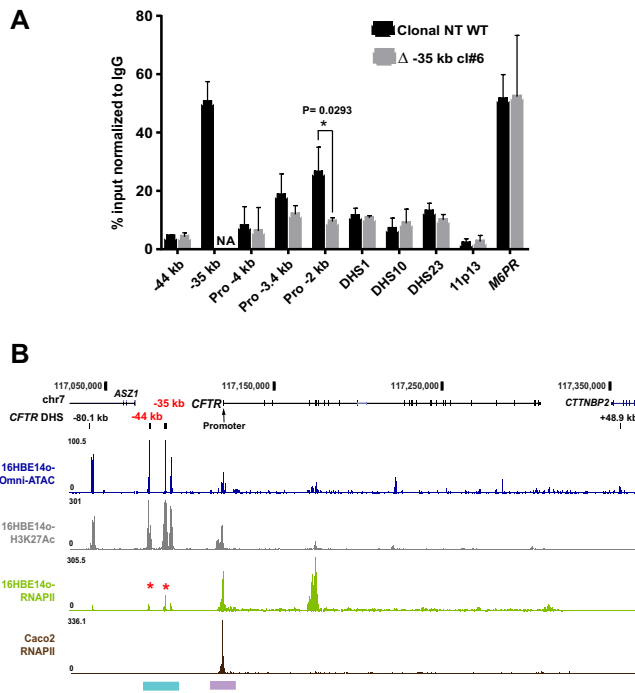 A
% input normalized to IgG
80
60
40
20
0
Clonal NT WT
Δ -35 kb cl#6
P= 0.0293
*
NA
-44 kb
-35 kb
Pro -4 kb
Pro -3.4 kb
Pro -2 kb
DHS1
DHS10
DHS23
11p13
M6PR
B
117,050,000
117,150,000
117,250,000
117,350,000
chr7
ASZ1
-35 kb
CFTR
CTTNBP2
CFTR DHS
-80.1 kb
-44 kb
Promoter
+48.9 kb
100.5
16HBE14o-
Omni-ATAC
0
301
16HBE14o-
H3K27Ac
0
305.5
16HBE14o-
RNAPII
* *
0
336.1
Caco2
RNAPII
0